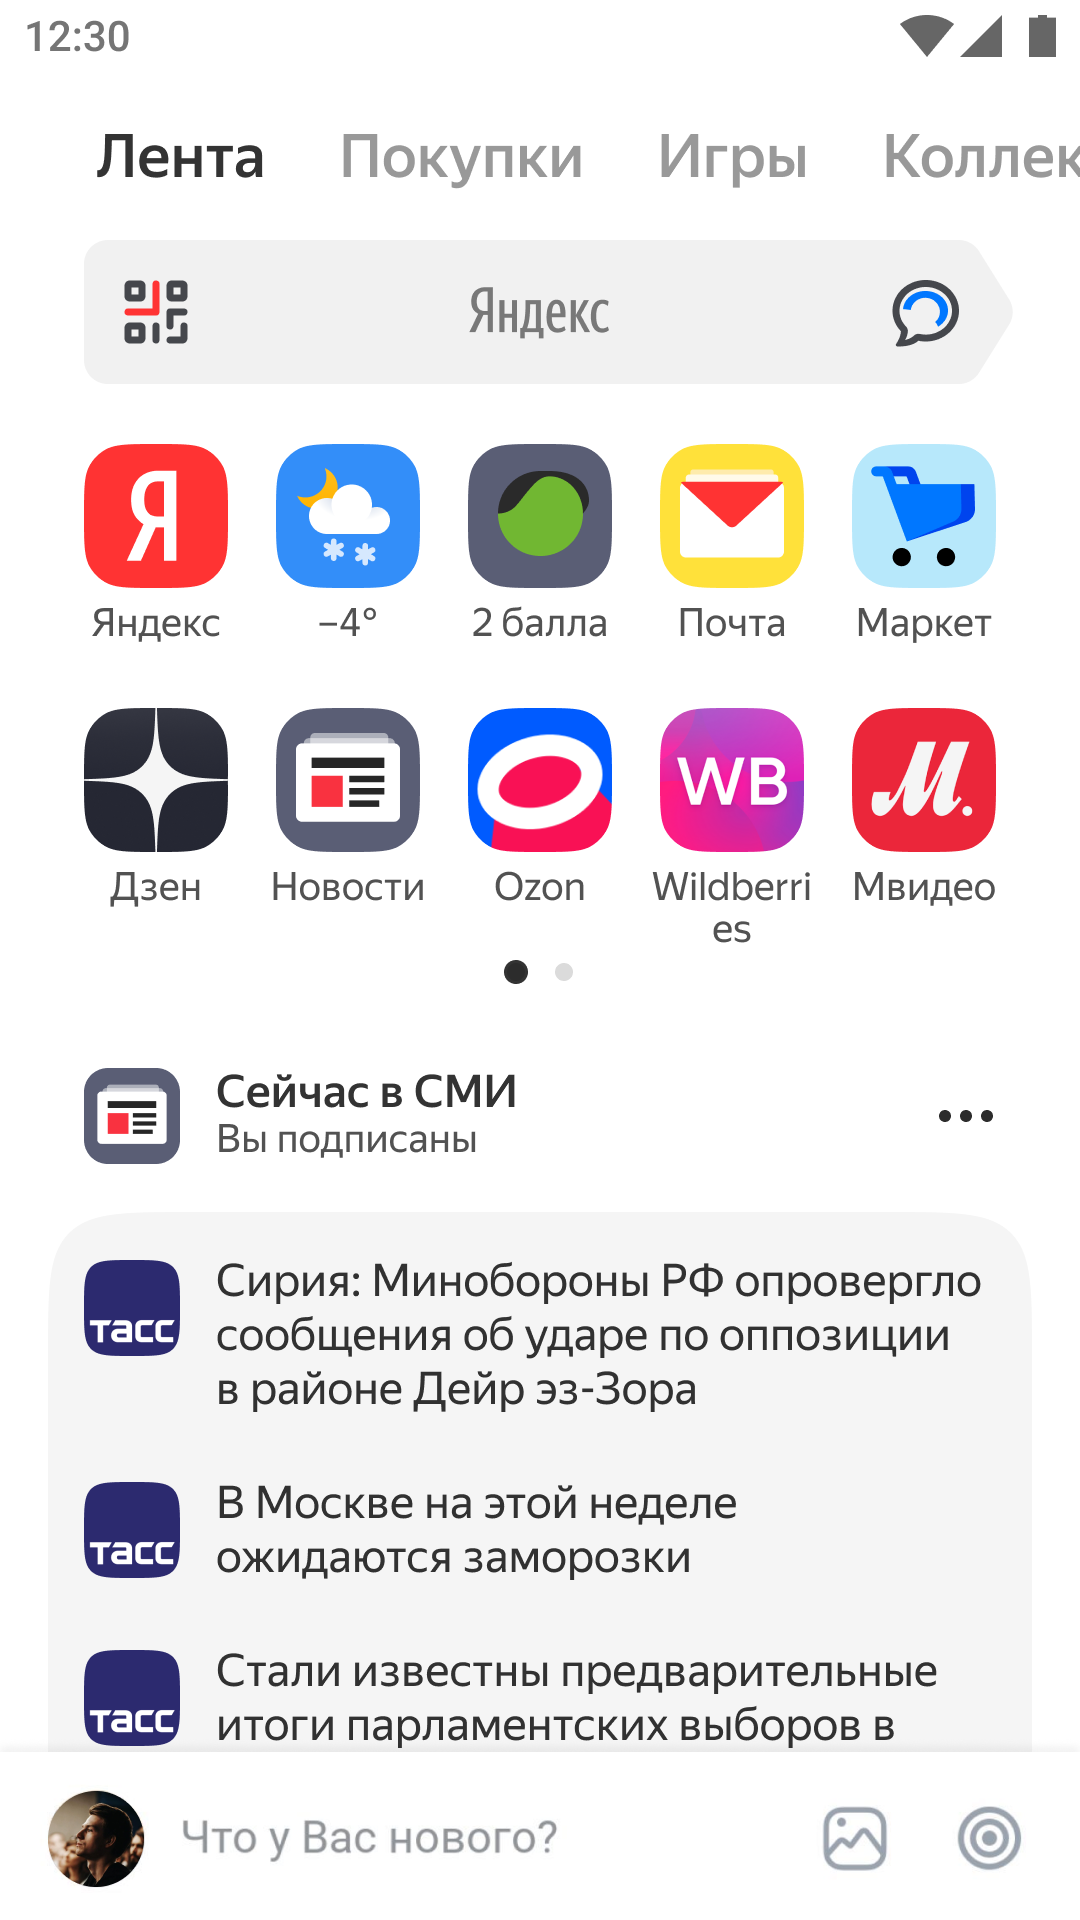 12:30
Лента Покупки Игры Коллек
Яндекс
Я
Яндекс −4° 2 балла Почта Маркет
WB М.
Дзен Новости Ozon Wildberri
es
Мвидео
Сейчас в СМИ
Вы подписаны
тасс
Сирия: Минобороны РФ опровергло
сообщения об ударе по оппозиции
в районе Дейр эз-Зора
тасс
В Москве на этой неделе
ожидаются заморозки
тасс
Стали известны предварительные
итоги парламентских выборов в
Что у Вас нового?